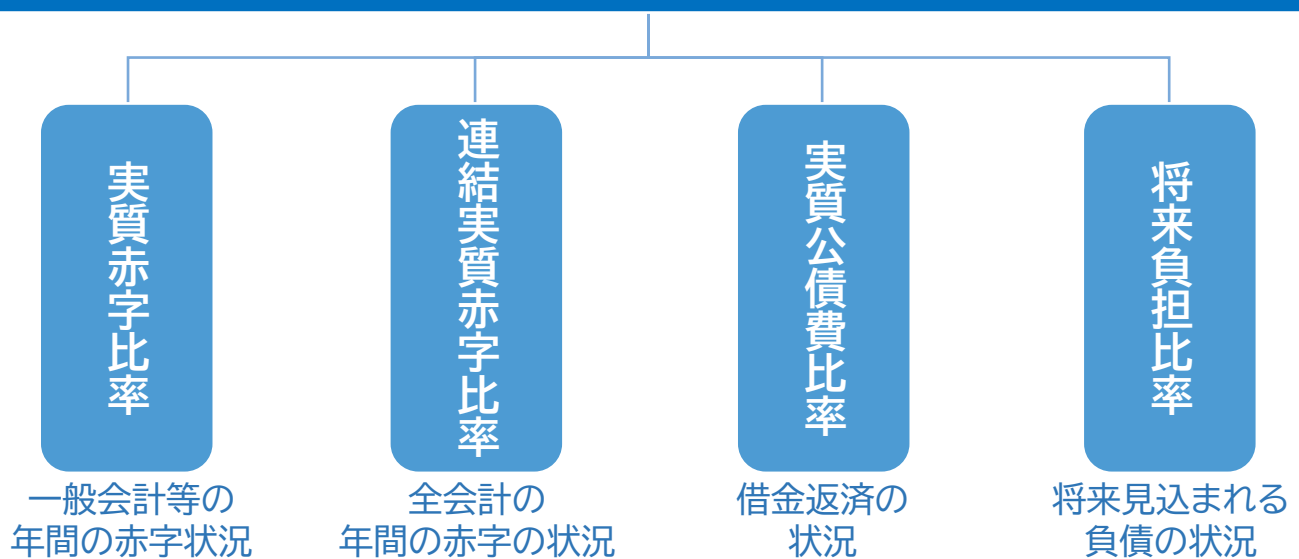 実質赤字比率
一般会計等の
年間の赤字状況
連結実質赤字比率
全会計の
年間の赤字の状況
実質公債費比率
借金返済の
状況
将来負担比率
将来見込まれる
負債の状況